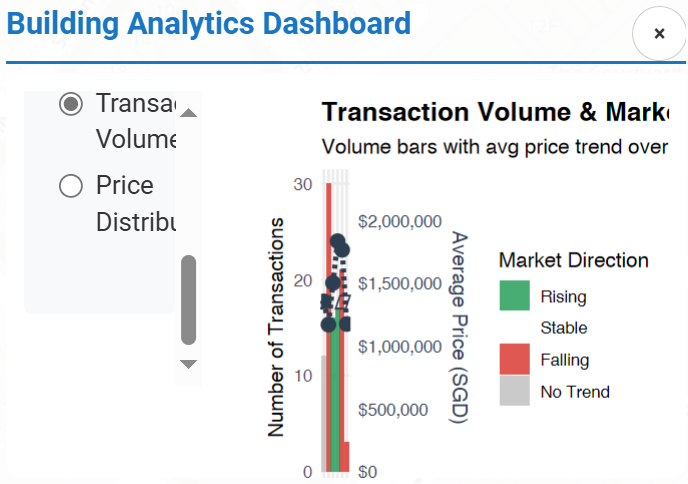 Building Analytics Dashboard
×
Transac
Volume
Price
Distribu
Transaction Volume & Mark
Volume bars with avg price trend over
Number of Transactions
30
20
10
0
$2,000,000
$1,500,000
$1,000,000
$500,000
$0
Average Price (SGD)
Market Direction
Rising
Stable
Falling
No Trend